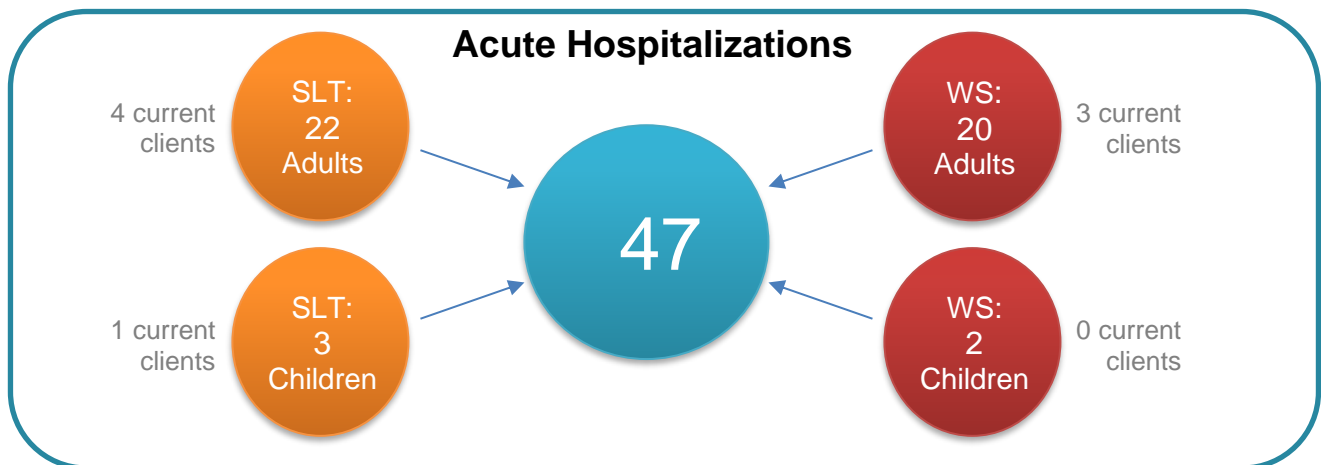 Acute Hospitalizations
4 current
clients
SLT:
22
Adults
WS:
20
Adults
3 current
clients
47
1 current
clients
SLT:
3
Children
WS:
2
Children
0 current
clients